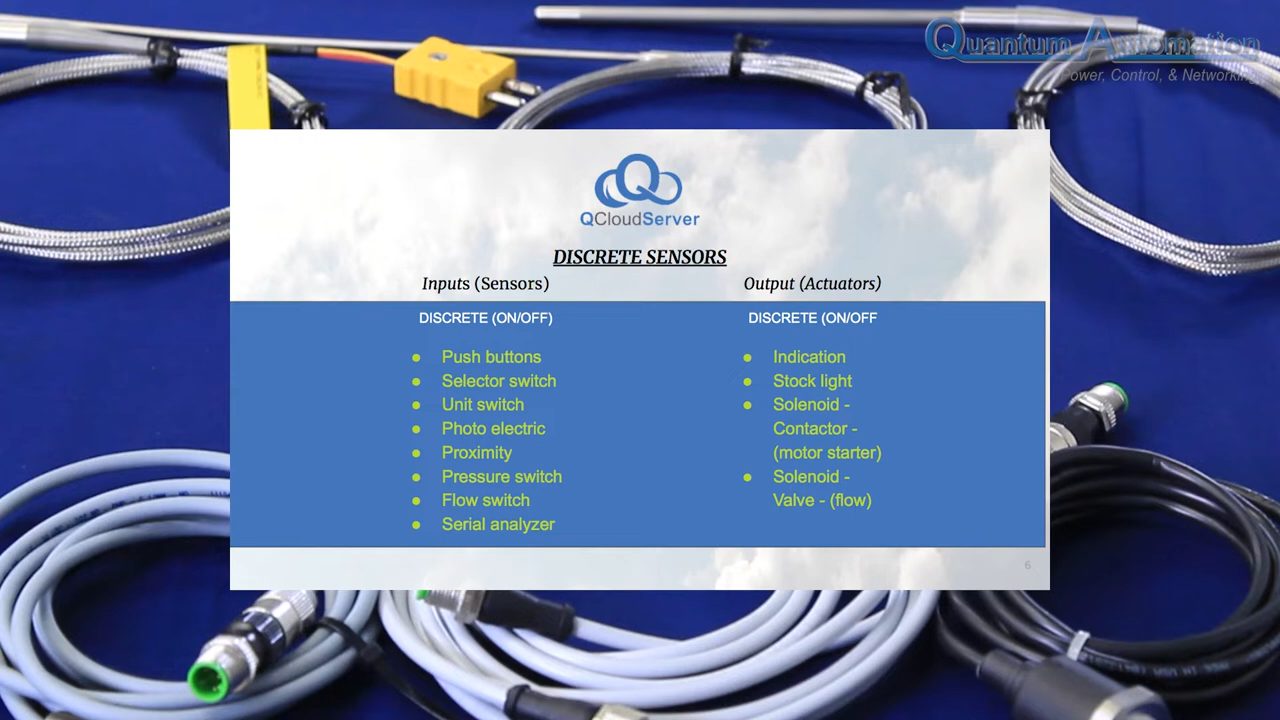 Quantum Automation
Power, Control, & Networking
QCloudServer
DISCRETE SENSORS
Inputs (Sensors)
Output (Actuators)
DISCRETE (ON/OFF)
DISCRETE (ON/OFF
● Push buttons
● Selector switch
● Unit switch
● Photo electric
● Proximity
● Pressure switch
● Flow switch
● Serial analyzer
● Indication
● Stock light
● Solenoid -
Contactor -
(motor starter)
● Solenoid -
Valve - (flow)
6